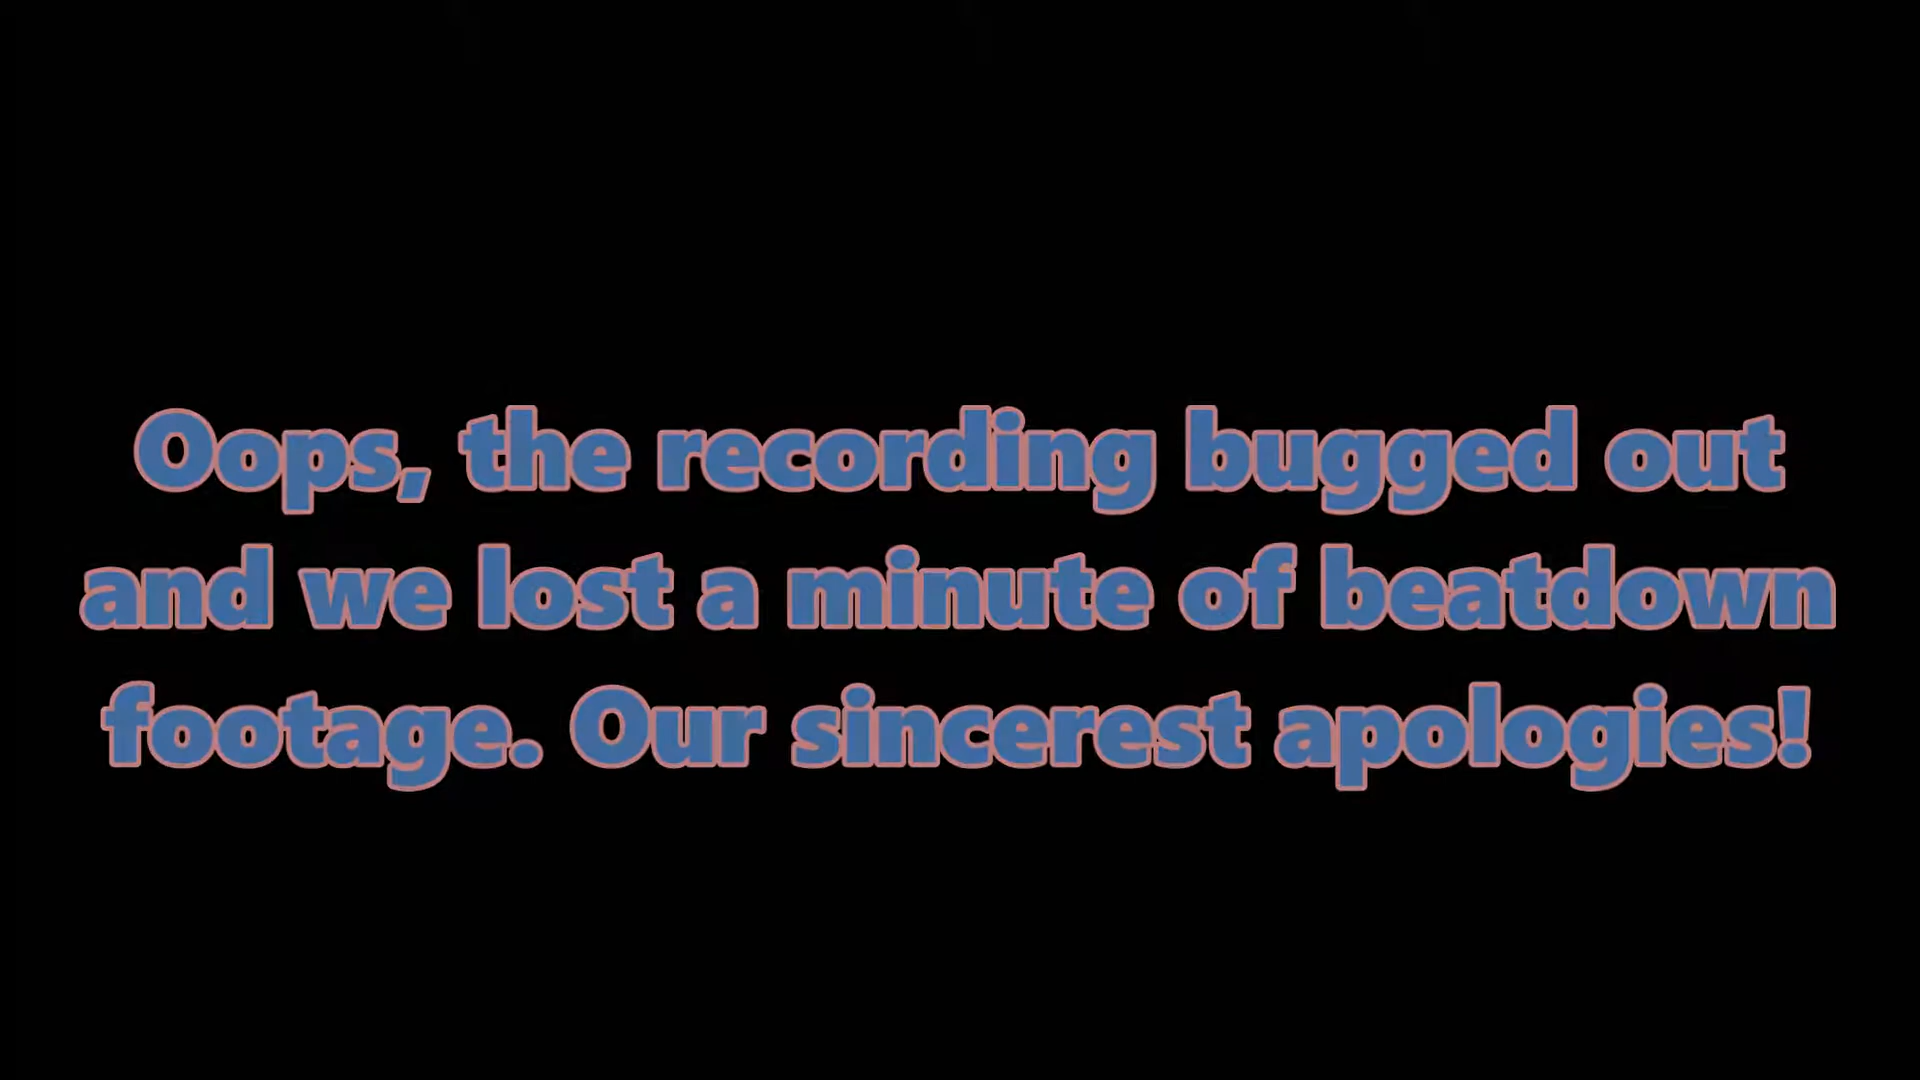 Oops, the recording bugged out
and we lost a minute of beatdown
footage. Our sincerest apologies!